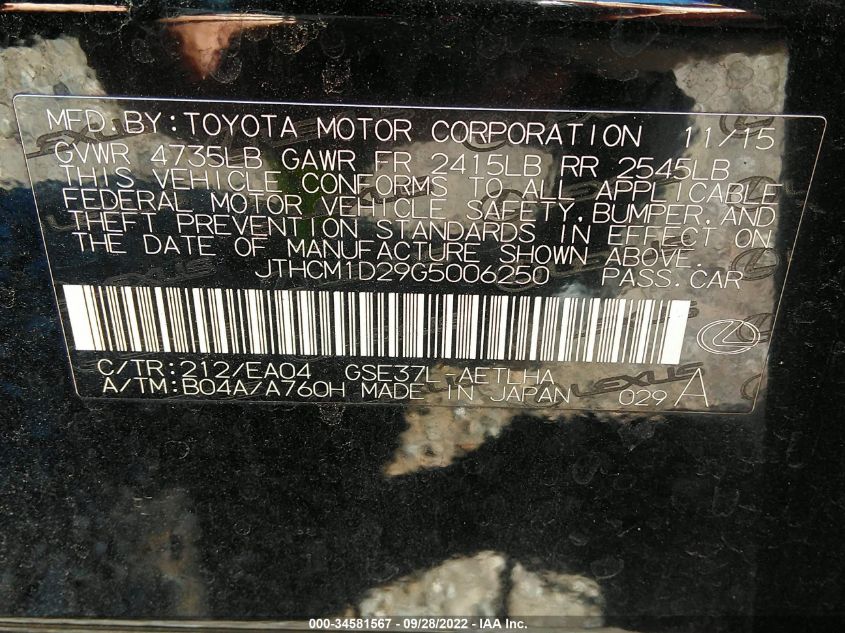 MFD. BY: TOYOTA MOTOR CORPORATION 11/15
GVWR 4735LB GAWR FR 2415LB RR 2545LB
THIS VEHICLE CONFORMS TO ALL APPLICABLE
FEDERAL MOTOR VEHICLE SAFETY, BUMPER, AND
THEFT PREVENTION STANDARDS IN EFFECT ON
THE DATE OF MANUFACTURE SHOWN ABOVE.
JTHCM1D29G5006250 PASS. CAR
C/TR: 212/EA04 GSE37L-AETLHA
A/TM: B04A/A760H MADE IN JAPAN 029 A
LEXUS
000-34581567 - 09/28/2022 - IAA Inc.